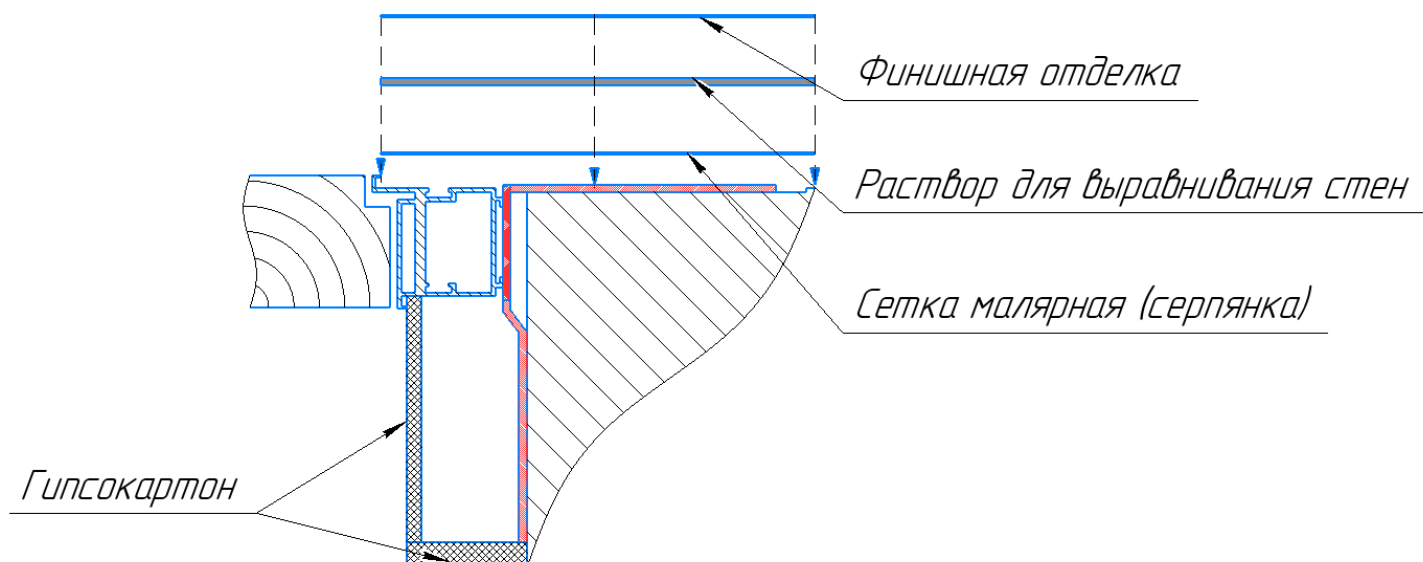 Финишная отделка
Раствор для выравнивания стен
Сетка малярная (серпянка)
Гипсокартон